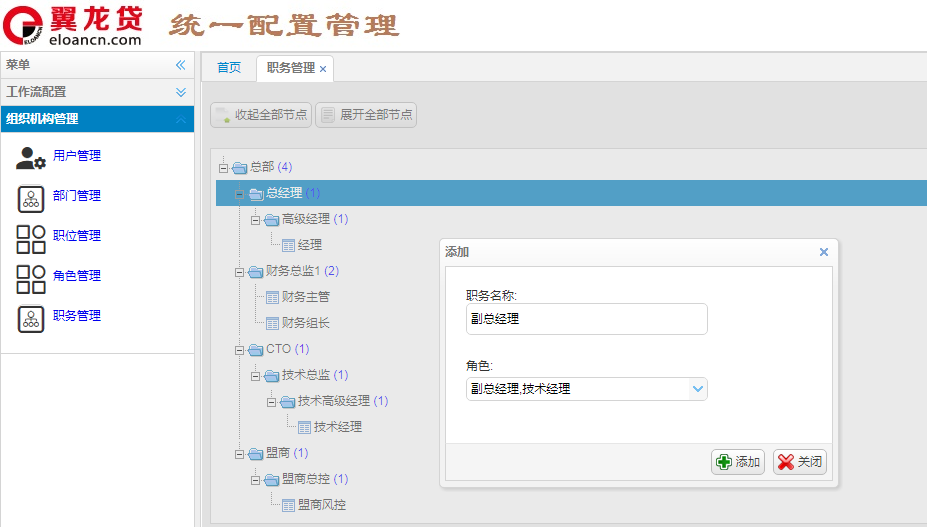 翼龙贷
eloancn.com
统一配置管理
菜单
工作流配置
组织机构管理
用户管理
部门管理
职位管理
角色管理
职务管理
首页
职务管理 ×
收起全部节点
展开全部节点
总部 (4)
总经理 (1)
高级经理 (1)
经理
财务总监1 (2)
财务主管
财务组长
CTO (1)
技术总监 (1)
技术高级经理 (1)
技术经理
盟商 (1)
盟商总控 (1)
盟商风控
添加
职务名称:
副总经理
角色:
副总经理,技术经理
添加
关闭